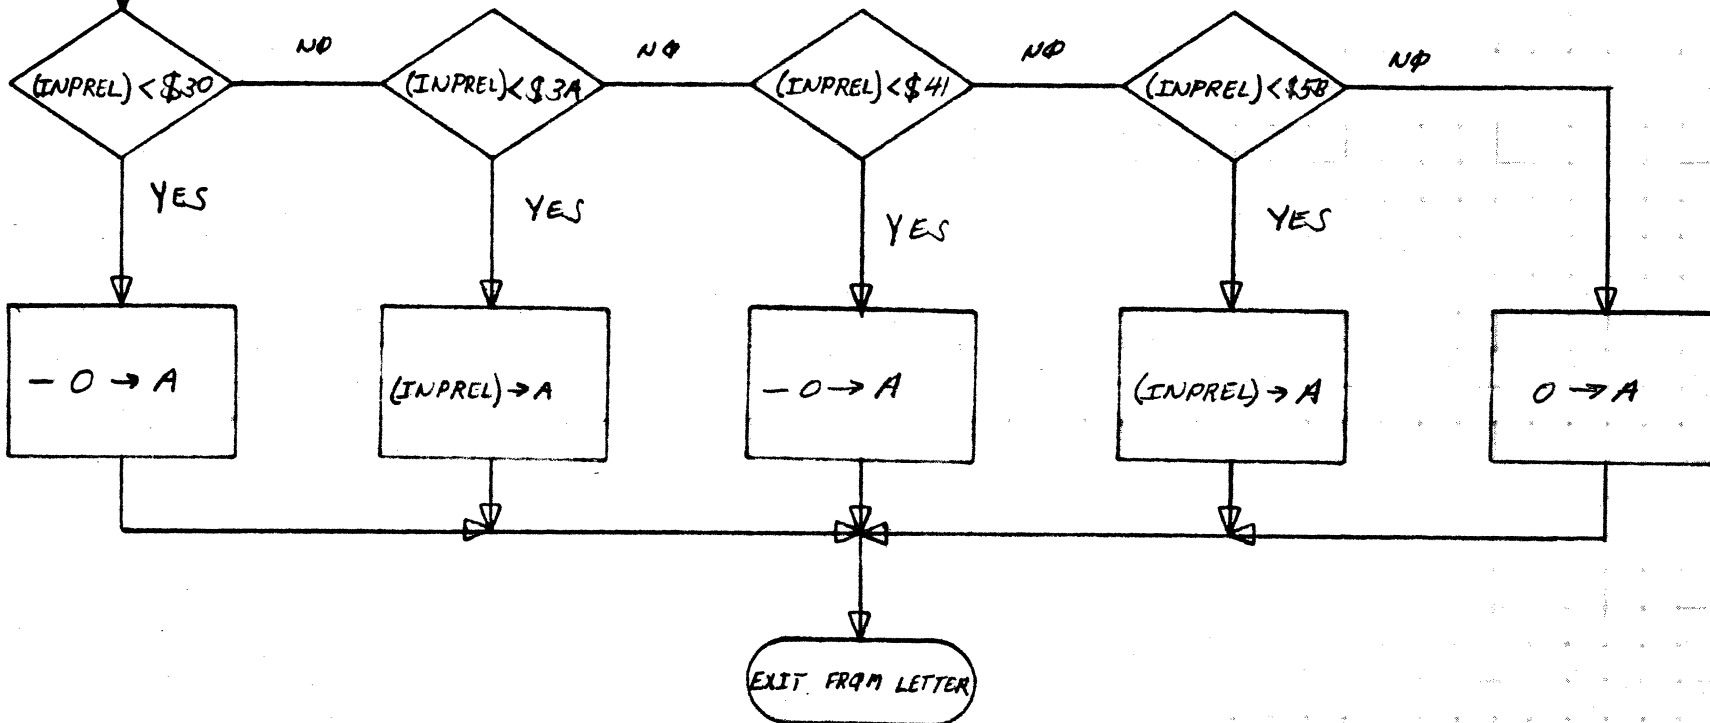 NO
NO
NO
NO
(INPREL) < $30
(INPREL) < $3A
(INPREL) < $41
(INPREL) < $5B
YES
YES
YES
YES
- 0 → A
(INPREL) → A
- 0 → A
(INPREL) → A
0 → A
EXIT FROM LETTER